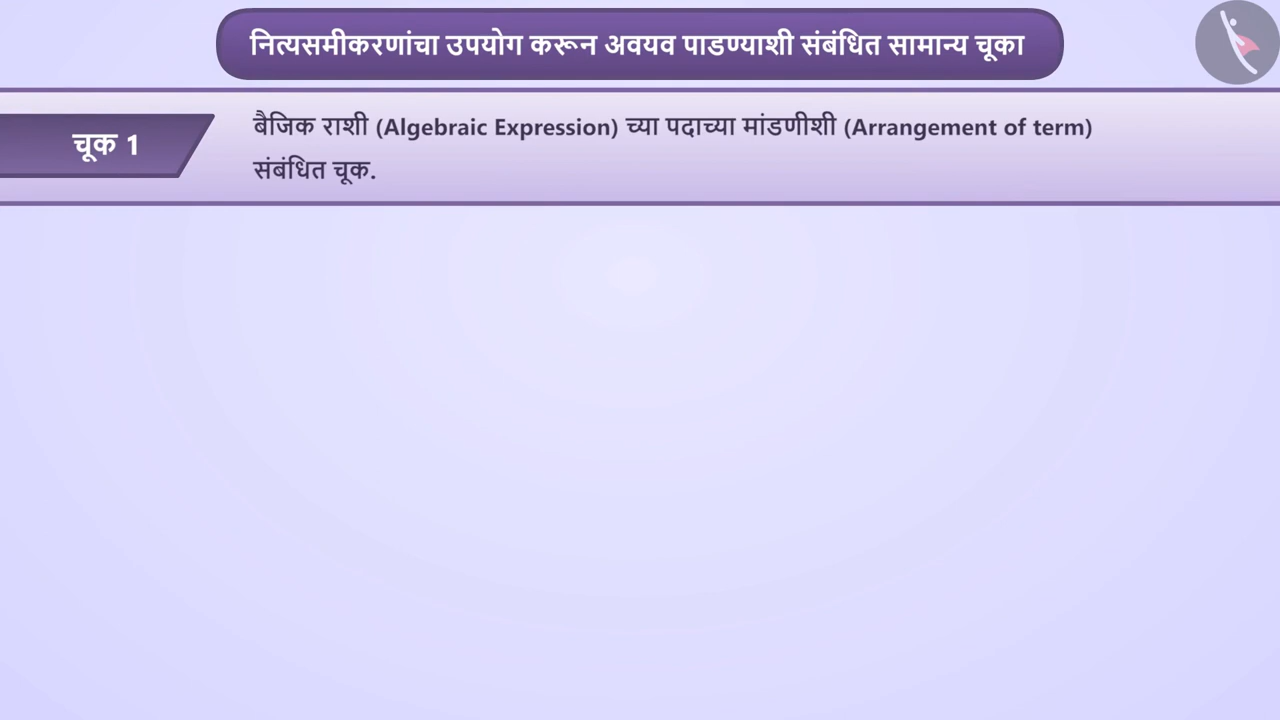 नित्यसमीकरणांचा उपयोग करून अवयव पाडण्याशी संबंधित सामान्य चूका
चूक 1
बैजिक राशी (Algebraic Expression) च्या पदाच्या मांडणीशी (Arrangement of term)
संबंधित चूक.